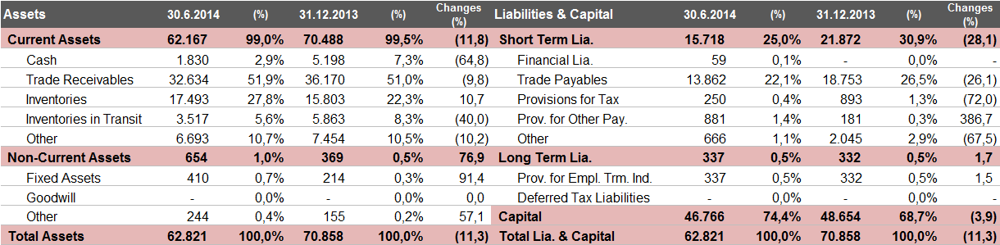 Assets 30.6.2014 (%) 31.12.2013 (%) Changes (%) Liabilities & Capital 30.6.2014 (%) 31.12.2013 (%) Changes (%)
Current Assets 62.167 99,0% 70.488 99,5% (11,8) Short Term Lia. 15.718 25,0% 21.872 30,9% (28,1)
Cash 1.830 2,9% 5.198 7,3% (64,8) Financial Lia. 59 0,1% - 0,0% -
Trade Receivables 32.634 51,9% 36.170 51,0% (9,8) Trade Payables 13.862 22,1% 18.753 26,5% (26,1)
Inventories 17.493 27,8% 15.803 22,3% 10,7 Provisions for Tax 250 0,4% 893 1,3% (72,0)
Inventories in Transit 3.517 5,6% 5.863 8,3% (40,0) Prov. for Other Pay. 881 1,4% 181 0,3% 386,7
Other 6.693 10,7% 7.454 10,5% (10,2) Other 666 1,1% 2.045 2,9% (67,5)
Non-Current Assets 654 1,0% 369 0,5% 76,9 Long Term Lia. 337 0,5% 332 0,5% 1,7
Fixed Assets 410 0,7% 214 0,3% 91,4 Prov. for Empl. Trm. Ind. 337 0,5% 332 0,5% 1,5
Goodwill - 0,0% - 0,0% 0,0 Deferred Tax Liabilities - 0,0% - 0,0% -
Other 244 0,4% 155 0,2% 57,1 Capital 46.766 74,4% 48.654 68,7% (3,9)
Total Assets 62.821 100,0% 70.858 100,0% (11,3) Total Lia. & Capital 62.821 100,0% 70.858 100,0% (11,3)